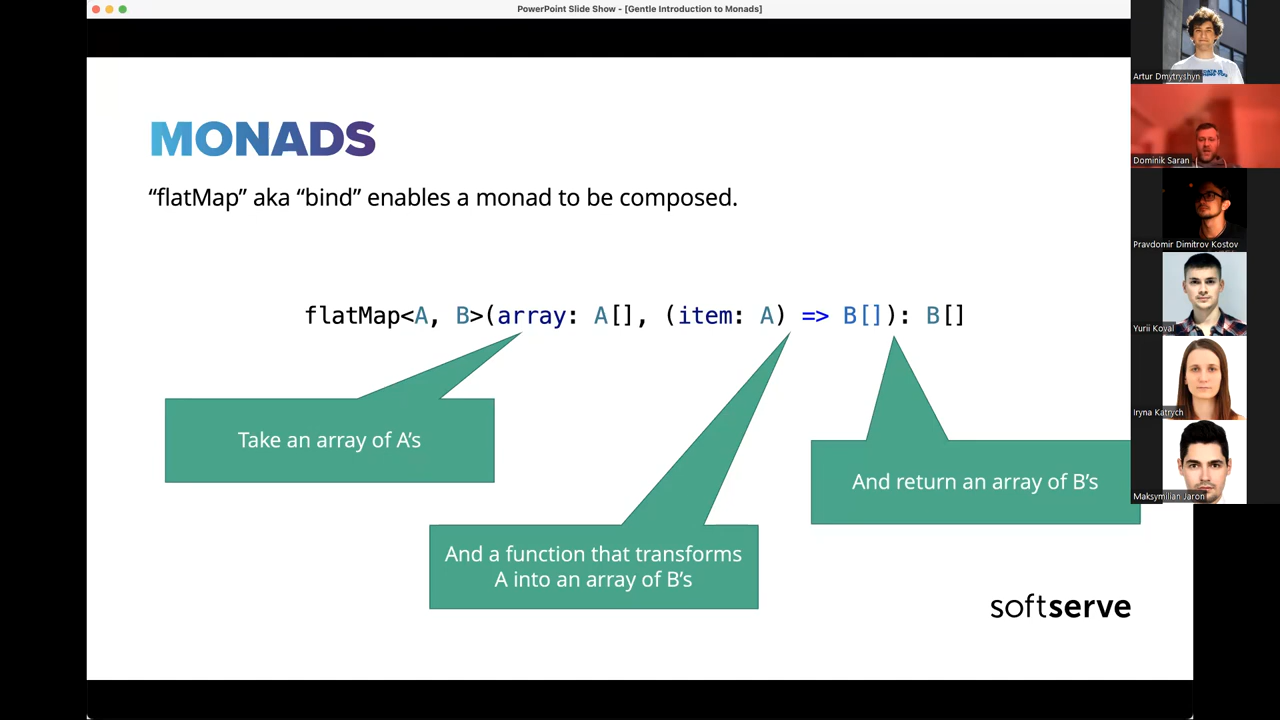 PowerPoint Slide Show - [Gentle Introduction to Monads]
MONADS
“flatMap” aka “bind” enables a monad to be composed.
flatMap<A, B>(array: A[], (item: A) => B[]): B[]
Take an array of A’s
And a function that transforms
A into an array of B’s
And return an array of B’s
softserve
Artur Dmytryshyn
Dominik Saran
Pravdomir Dimitrov Kostov
Yurii Koval
Iryna Katrych
Maksymilian Jaron